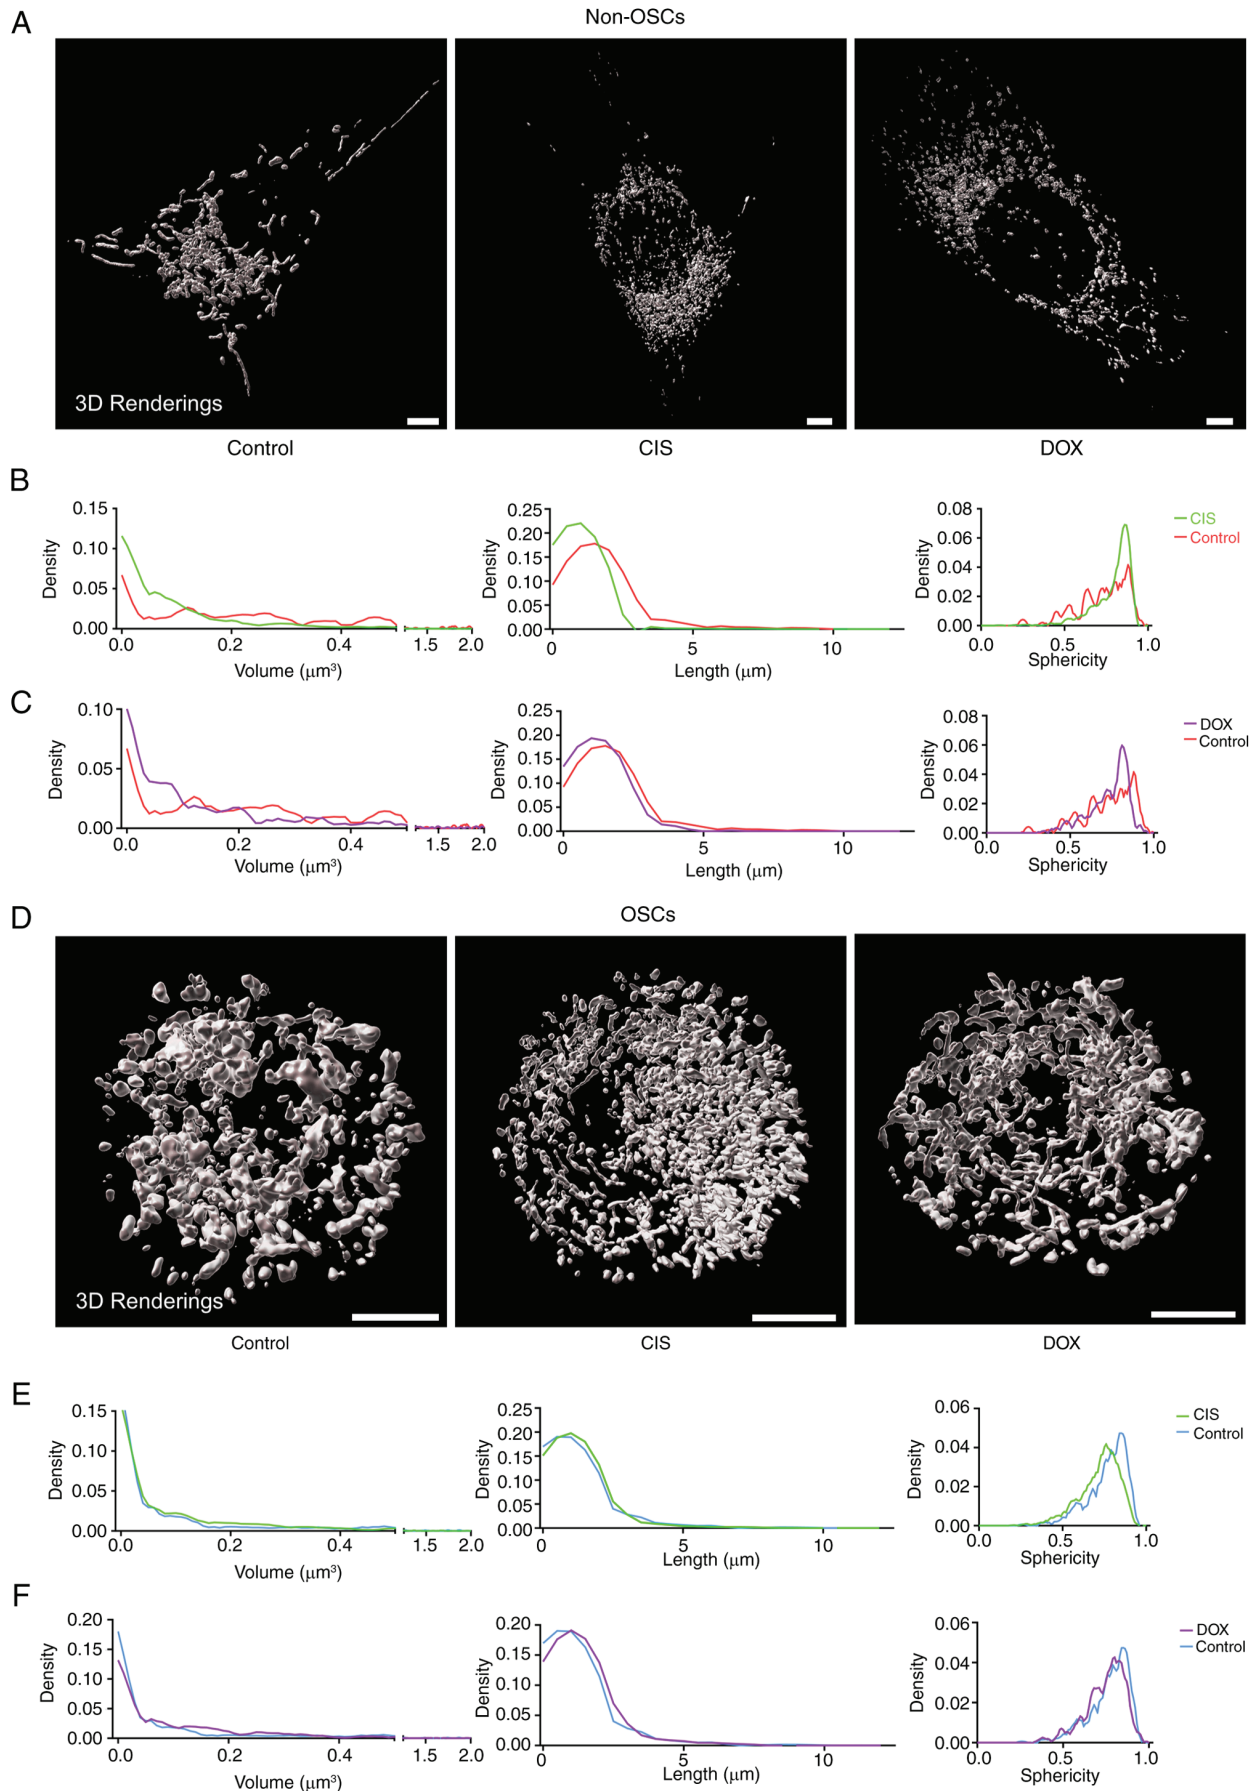 A
Non-OSCs
3D Renderings
Control
CIS
DOX
B
0.15
0.10
0.05
0.00
Density
0.0
0.2
0.4
1.5
2.0
Volume (μm³)
0.25
0.20
0.15
0.10
0.05
0.00
Density
0
5
10
Length (μm)
0.08
0.06
0.04
0.02
0.00
Density
0.0
0.5
1.0
Sphericity
CIS
Control
C
0.10
0.05
0.00
Density
0.0
0.2
0.4
1.5
2.0
Volume (μm³)
0.25
0.20
0.15
0.10
0.05
0.00
Density
0
5
10
Length (μm)
0.08
0.06
0.04
0.02
0.00
Density
0.0
0.5
1.0
Sphericity
DOX
Control
D
OSCs
3D Renderings
Control
CIS
DOX
E
0.15
0.10
0.05
0.00
Density
0.0
0.2
0.4
1.5
2.0
Volume (μm³)
0.25
0.20
0.15
0.10
0.05
0.00
Density
0
5
10
Length (μm)
0.06
0.04
0.02
0.00
Density
0.0
0.5
1.0
Sphericity
CIS
Control
F
0.20
0.15
0.10
0.05
0.00
Density
0.0
0.2
0.4
1.5
2.0
Volume (μm³)
0.20
0.15
0.10
0.05
0.00
Density
0
5
10
Length (μm)
0.06
0.04
0.02
0.00
Density
0.0
0.5
1.0
Sphericity
DOX
Control